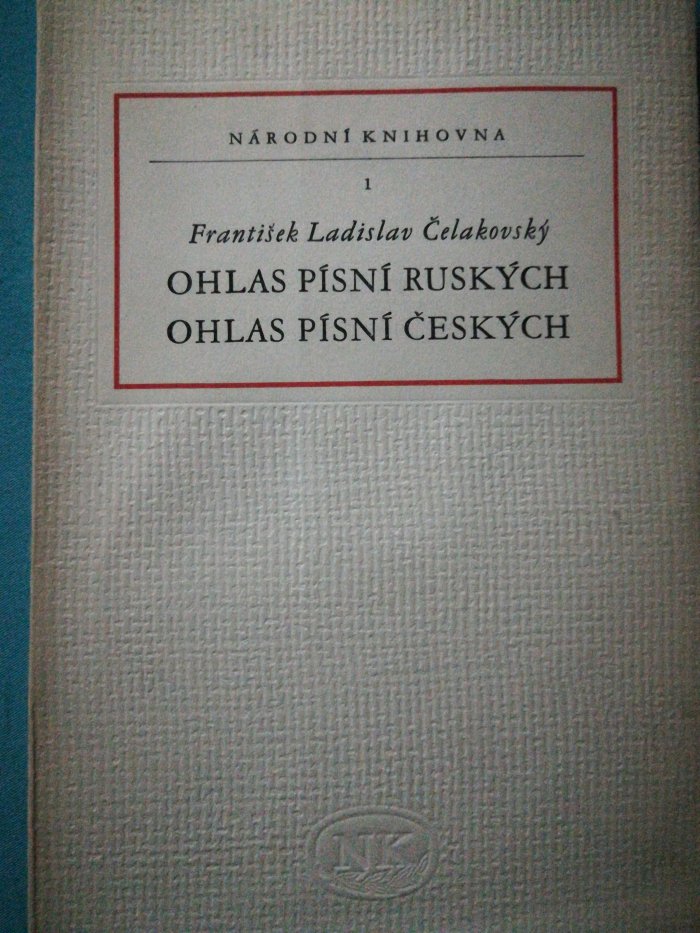 NÁRODNÍ KNIHOVNA
1
František Ladislav Čelakovský
OHLAS PÍSNÍ RUSKÝCH
OHLAS PÍSNÍ ČESKÝCH
NK